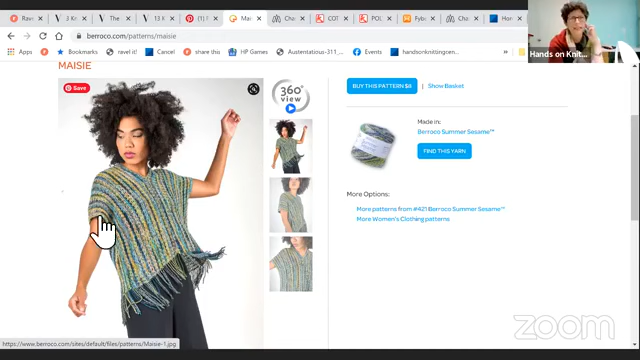 Rav
3 Kr
The
13 K
(1) F
Mais
Cha
COT
POL
Fyb
Cha
Hor
berroco.com/patterns/maisie
Apps
Bookmarks
ravel it!
Cancel
share this
HP Games
Austentatious-311_
Events
handsonknittingcen
Hands on Knit...
MAISIE
Save
360°
view
BUY THIS PATTERN $8 | Show Basket
Made in:
Berroco Summer Sesame™
FIND THIS YARN
More Options:
More patterns from #421 Berroco Summer Sesame™
More Women's Clothing patterns
https://www.berroco.com/sites/default/files/patterns/Maisie-1.jpg
zoom